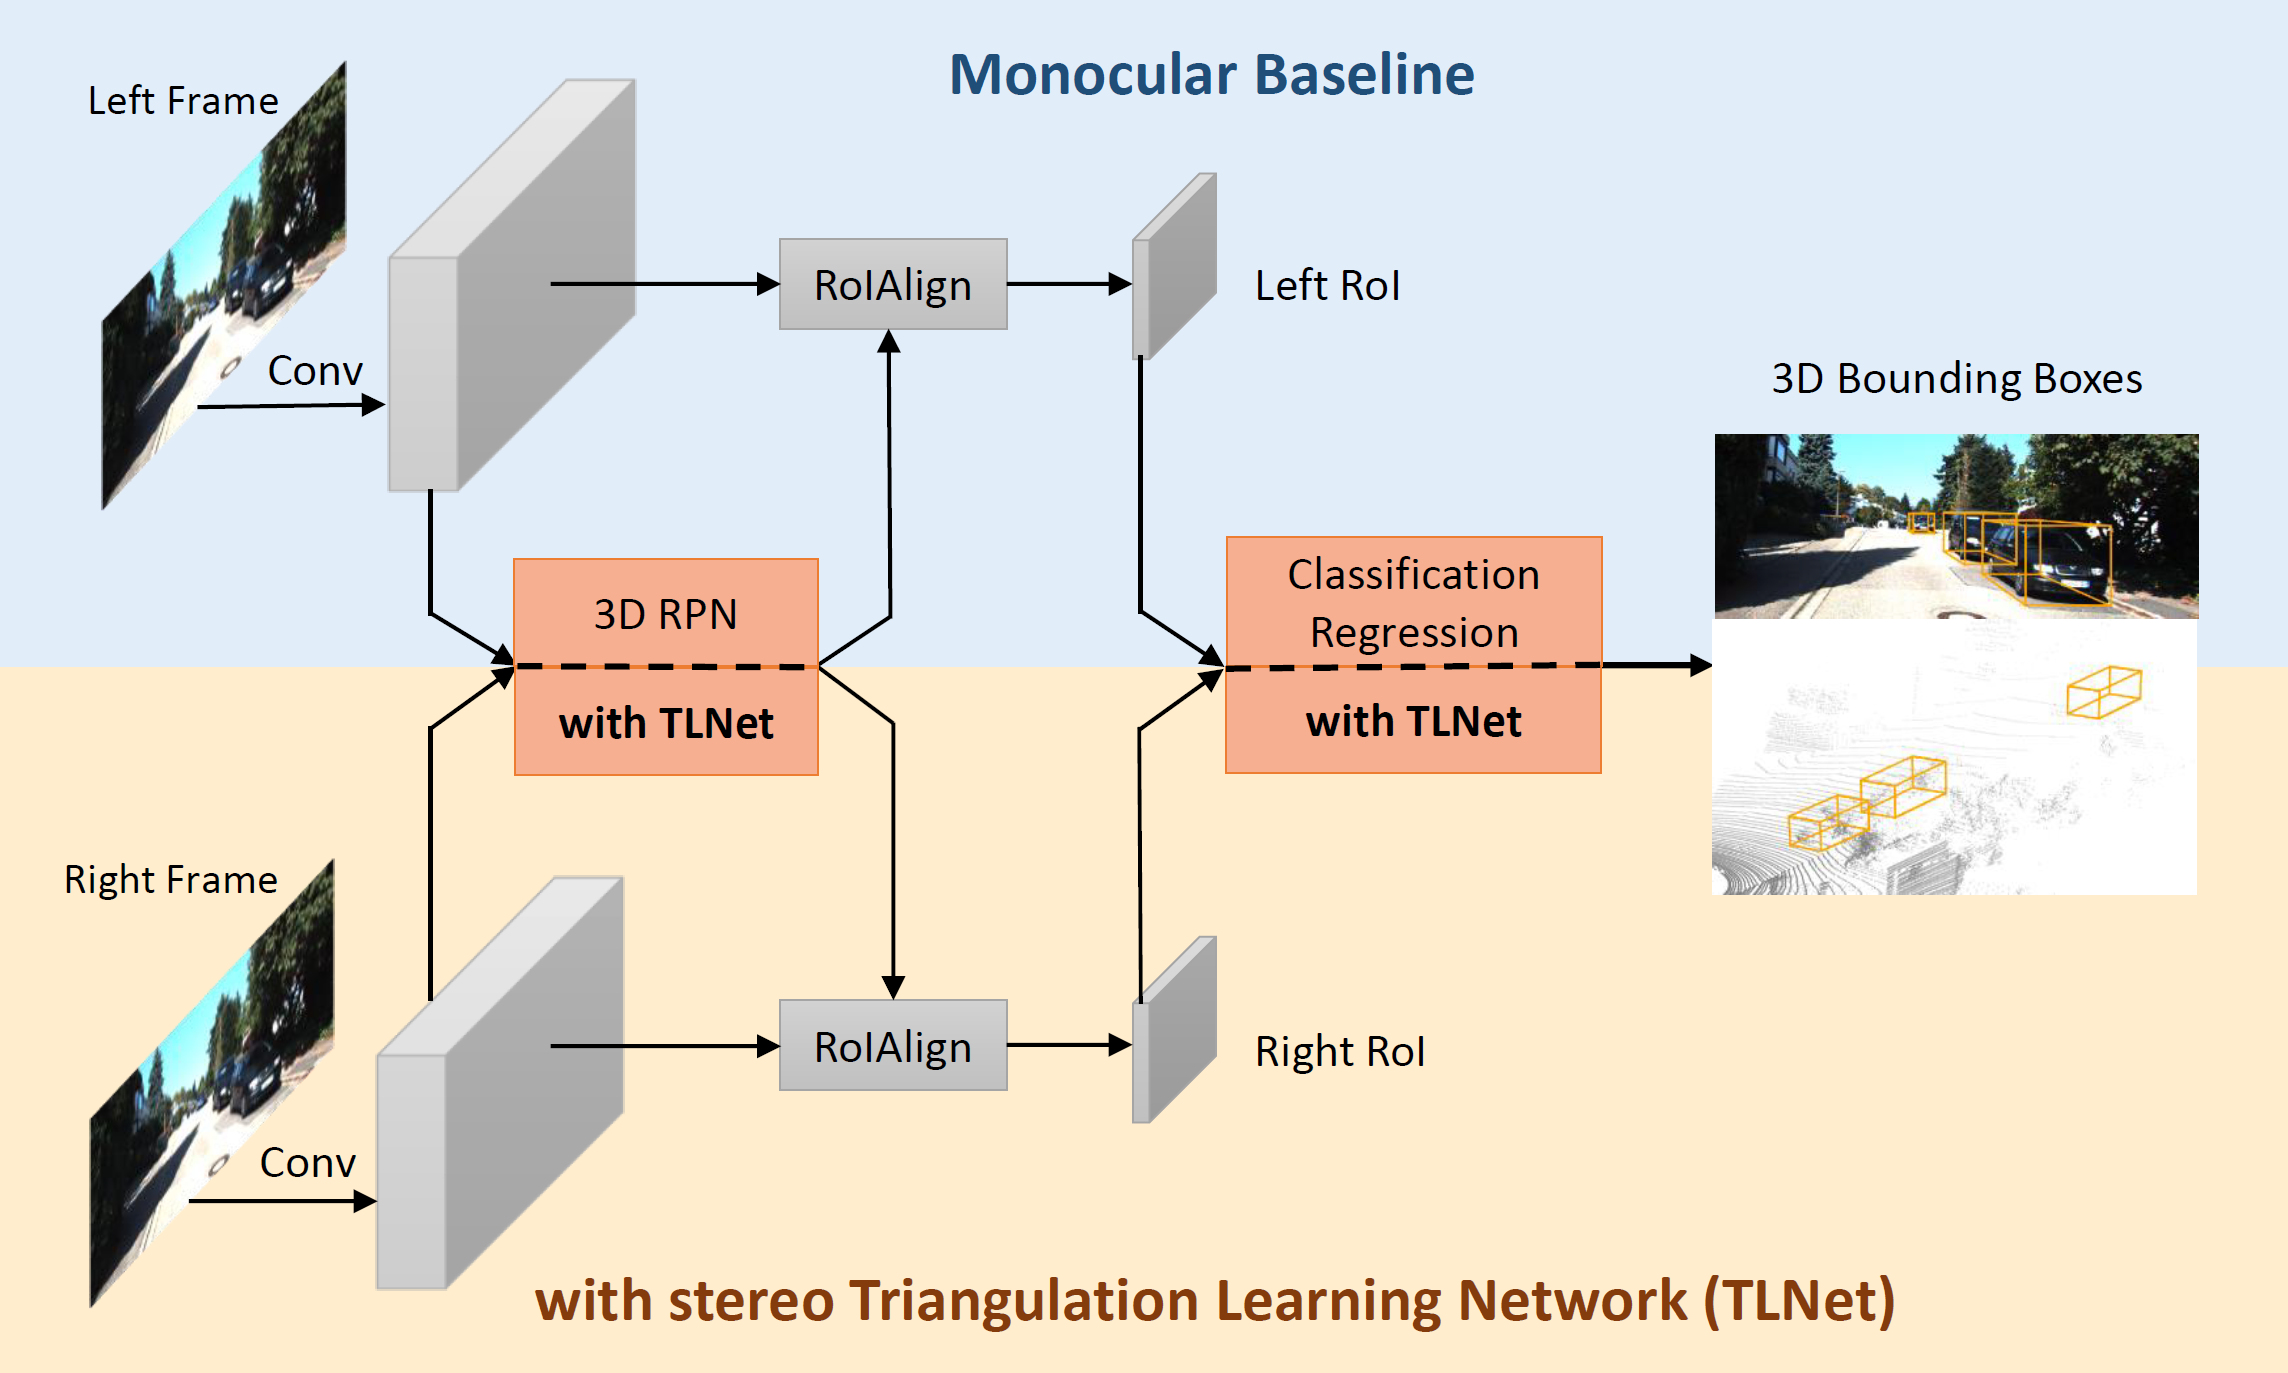 Monocular Baseline
Left Frame
Conv
RoIAlign
Left RoI
3D Bounding Boxes
3D RPN
with TLNet
Classification
Regression
with TLNet
Right Frame
Conv
RoIAlign
Right RoI
with stereo Triangulation Learning Network (TLNet)